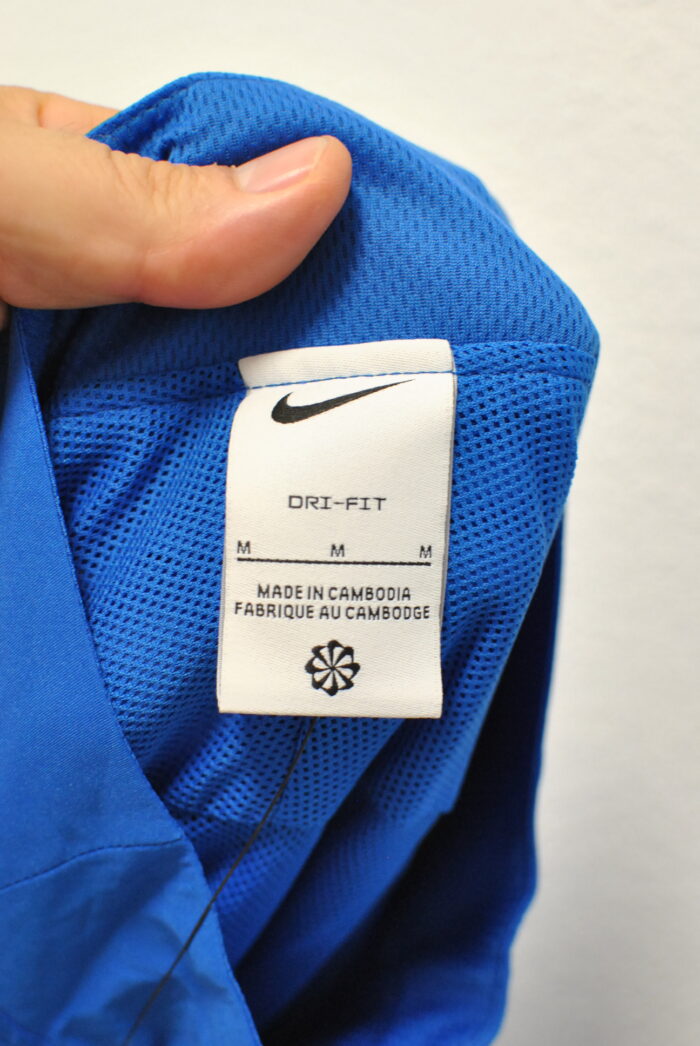 DRI-FIT
M M M
MADE IN CAMBODIA
FABRIQUE AU CAMBODGE